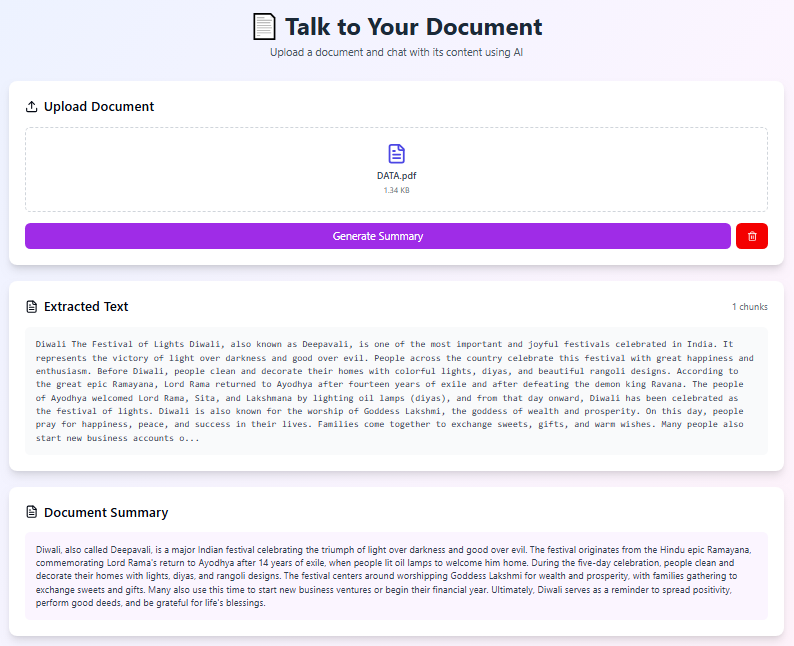 Talk to Your Document
Upload a document and chat with its content using AI
Upload Document
DATA.pdf
1.34 KB
Generate Summary
Extracted Text
1 chunks
Diwali The Festival of Lights Diwali, also known as Deepavali, is one of the most important and joyful festivals celebrated in India. It
represents the victory of light over darkness and good over evil. People across the country celebrate this festival with great happiness and
enthusiasm. Before Diwali, people clean and decorate their homes with colorful lights, diyas, and beautiful rangoli designs. According to
the great epic Ramayana, Lord Rama returned to Ayodhya after fourteen years of exile and after defeating the demon king Ravana. The people
of Ayodhya welcomed Lord Rama, Sita, and Lakshmana by lighting oil lamps (diyas), and from that day onward, Diwali has been celebrated as
the festival of lights. Diwali is also known for the worship of Goddess Lakshmi, the goddess of wealth and prosperity. On this day, people
pray for happiness, peace, and success in their lives. Families come together to exchange sweets, gifts, and warm wishes. Many people also
start new business accounts o...
Document Summary
Diwali, also called Deepavali, is a major Indian festival celebrating the triumph of light over darkness and good over evil. The festival originates from the Hindu epic Ramayana,
commemorating Lord Rama's return to Ayodhya after 14 years of exile, when people lit oil lamps to welcome him home. During the five-day celebration, people clean and
decorate their homes with lights, diyas, and rangoli designs. The festival centers around worshipping Goddess Lakshmi for wealth and prosperity, with families gathering to
exchange sweets and gifts. Many also use this time to start new business ventures or begin their financial year. Ultimately, Diwali serves as a reminder to spread positivity,
perform good deeds, and be grateful for life's blessings.